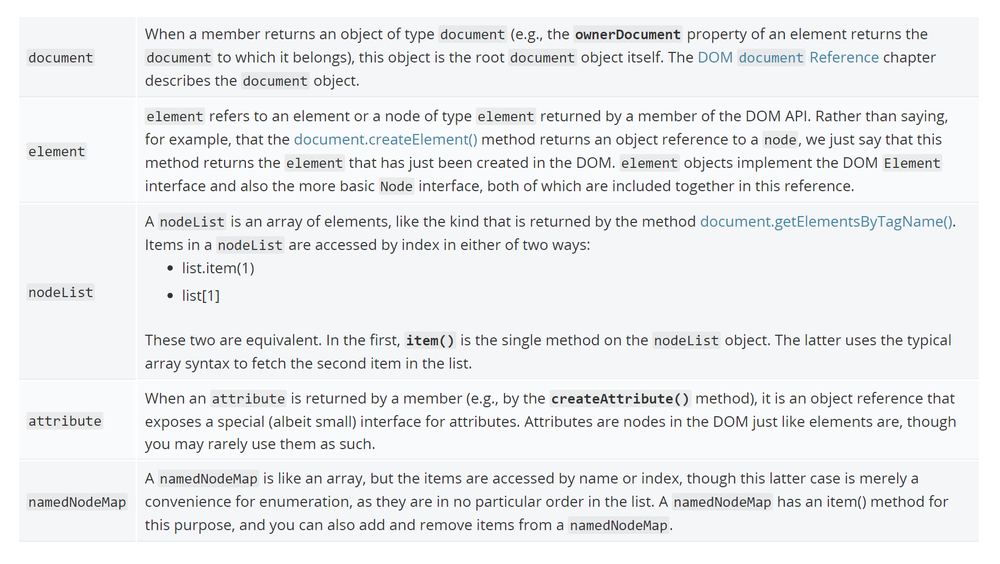 document
When a member returns an object of type document (e.g., the ownerDocument property of an element returns the
document to which it belongs), this object is the root document object itself. The DOM document Reference chapter
describes the document object.
element
element refers to an element or a node of type element returned by a member of the DOM API. Rather than saying,
for example, that the document.createElement() method returns an object reference to a node, we just say that this
method returns the element that has just been created in the DOM. element objects implement the DOM Element
interface and also the more basic Node interface, both of which are included together in this reference.
nodeList
A nodeList is an array of elements, like the kind that is returned by the method document.getElementsByTagName().
Items in a nodeList are accessed by index in either of two ways:
• list.item(1)
• list[1]
These two are equivalent. In the first, item() is the single method on the nodeList object. The latter uses the typical
array syntax to fetch the second item in the list.
attribute
When an attribute is returned by a member (e.g., by the createAttribute() method), it is an object reference that
exposes a special (albeit small) interface for attributes. Attributes are nodes in the DOM just like elements are, though
you may rarely use them as such.
namedNodeMap
A namedNodeMap is like an array, but the items are accessed by name or index, though this latter case is merely a
convenience for enumeration, as they are in no particular order in the list. A namedNodeMap has an item() method for
this purpose, and you can also add and remove items from a namedNodeMap.